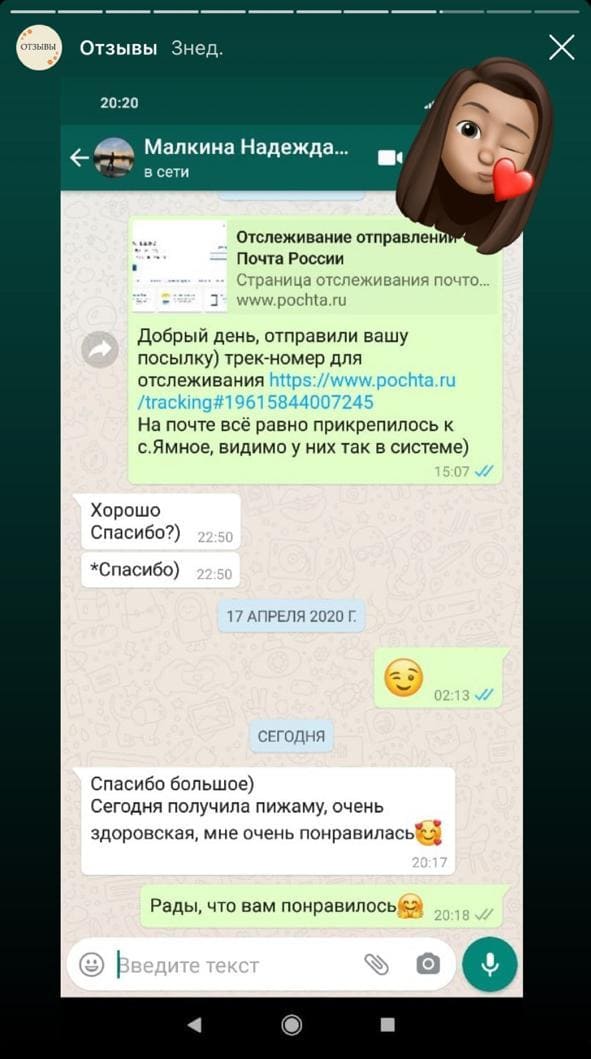 ОТЗЫВЫ
Отзывы 3нед.
20:20
Малкина Надежда...
в сети
Отслеживание отправлений
Почта России
Страница отслеживания почто...
www.pochta.ru
Добрый день, отправили вашу
посылку) трек-номер для
отслеживания https://www.pochta.ru
/tracking#19615844007245
На почте всё равно прикрепилось к
с.Ямное, видимо у них так в системе)
15:07
Хорошо
Спасибо?) 22:50
*Спасибо) 22:50
17 АПРЕЛЯ 2020 Г.
02:13
СЕГОДНЯ
Спасибо большое)
Сегодня получила пижаму, очень
здоровская, мне очень понравилась🥰
20:17
Рады, что вам понравилось🤗 20:18
Введите текст